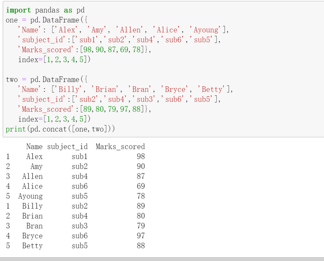 import pandas as pd
one = pd.DataFrame({
'Name': ['Alex', 'Amy', 'Allen', 'Alice', 'Ayoung'],
'subject_id':['sub1','sub2','sub4','sub6','sub5'],
'Marks_scored':[98,90,87,69,78]},
index=[1,2,3,4,5])
two = pd.DataFrame({
'Name': ['Billy', 'Brian', 'Bran', 'Bryce', 'Betty'],
'subject_id':['sub2','sub4','sub3','sub6','sub5'],
'Marks_scored':[89,80,79,97,88]},
index=[1,2,3,4,5])
print(pd.concat([one,two]))
Name subject_id Marks_scored
1 Alex sub1 98
2 Amy sub2 90
3 Allen sub4 87
4 Alice sub6 69
5 Ayoung sub5 78
1 Billy sub2 89
2 Brian sub4 80
3 Bran sub3 79
4 Bryce sub6 97
5 Betty sub5 88